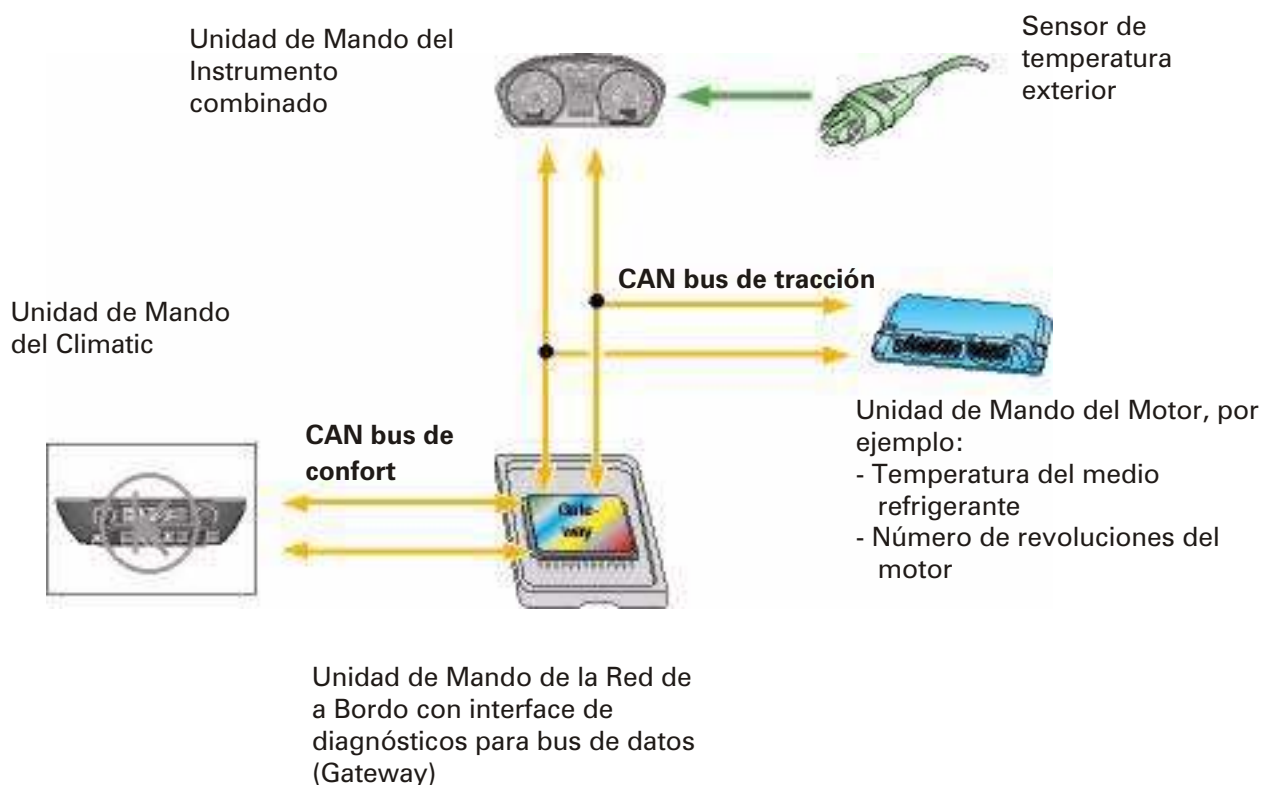 Unidad de Mando del
Instrumento
combinado
Sensor de
temperatura
exterior
CAN bus de tracción
Unidad de Mando
del Climatic
Unidad de Mando del Motor, por
ejemplo:
- Temperatura del medio
refrigerante
- Número de revoluciones del
motor
CAN bus de
confort
Gate-
way
Unidad de Mando de la Red de
a Bordo con interface de
diagnósticos para bus de datos
(Gateway)